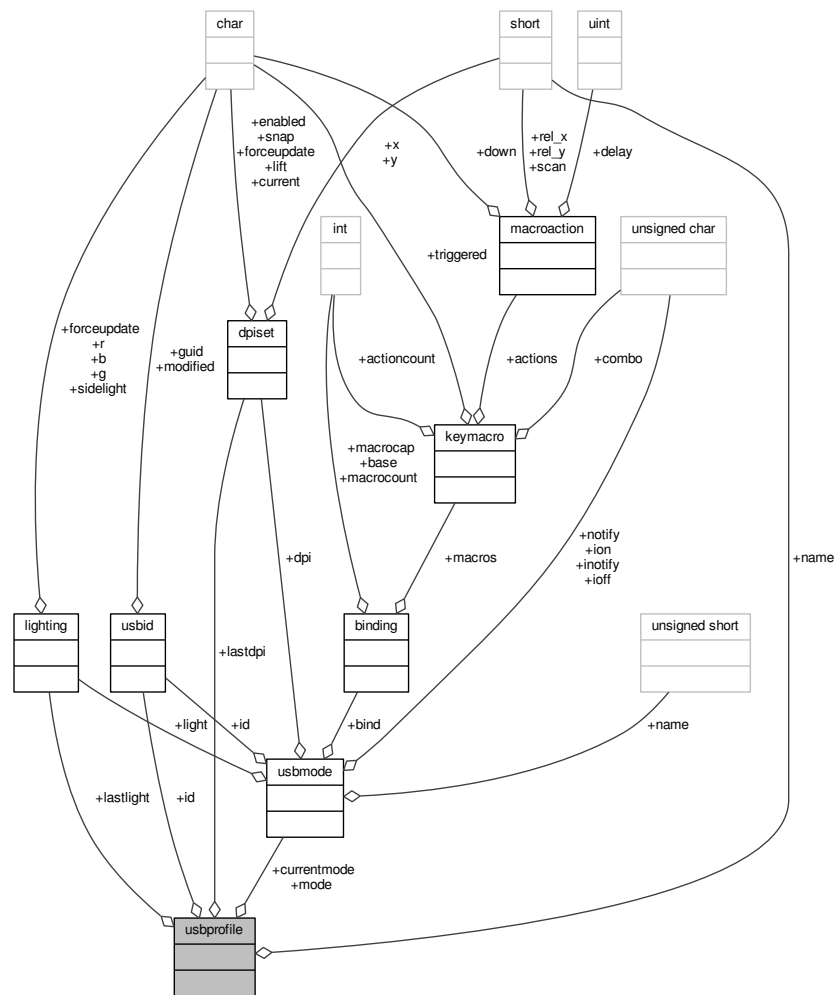 char
short
uint
+enabled
+snap
+forceupdate
+lift
+current
+x
+y
+down
+rel_x
+rel_y
+scan
+delay
int
macroaction
unsigned char
+triggered
dpiset
+forceupdate
+r
+b
+g
+sidelight
+guid
+modified
+actioncount
+actions
+combo
keymacro
+macrocap
+base
+macrocount
+dpi
+macros
+notify
+ion
+inotify
+ioff
+name
lighting
usbid
binding
unsigned short
+lastdpi
+light
+id
+bind
+name
usbmode
+lastlight
+id
+currentmode
+mode
usbprofile